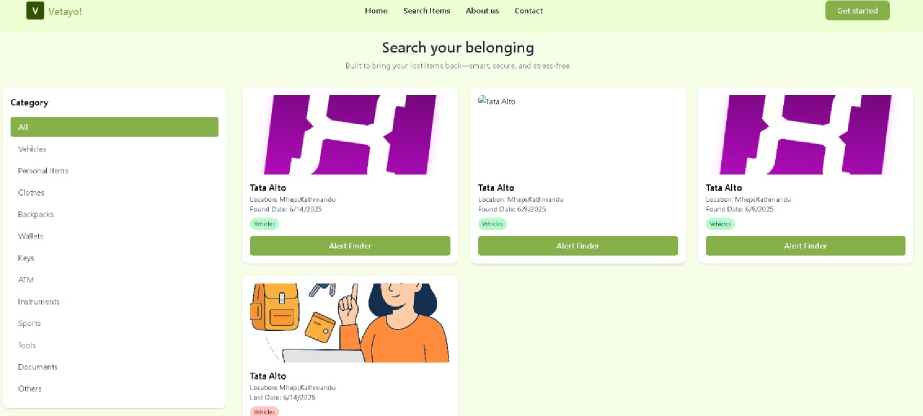 V Vetayo!
Home Search Items About us Contact
Get started
Search your belonging
Built to bring your lost items back—smart, secure, and stress-free.
Category
All
Vehicles
Personal Items
Clothes
Backpacks
Wallets
Keys
ATM
Instruments
Sports
Tools
Documents
Others
Tata Alto
Location: Mhepi,Kathmandu
Found Date: 6/14/2025
Vehicles
Alert Finder
Tata Alto
Tata Alto
Location: Mhepi,Kathmandu
Found Date: 6/9/2025
Vehicles
Alert Finder
Tata Alto
Location: Mhepi,Kathmandu
Found Date: 6/9/2025
Vehicles
Alert Finder
Tata Alto
Location: Mhepi,Kathmandu
Lost Date: 6/14/2025
Vehicles